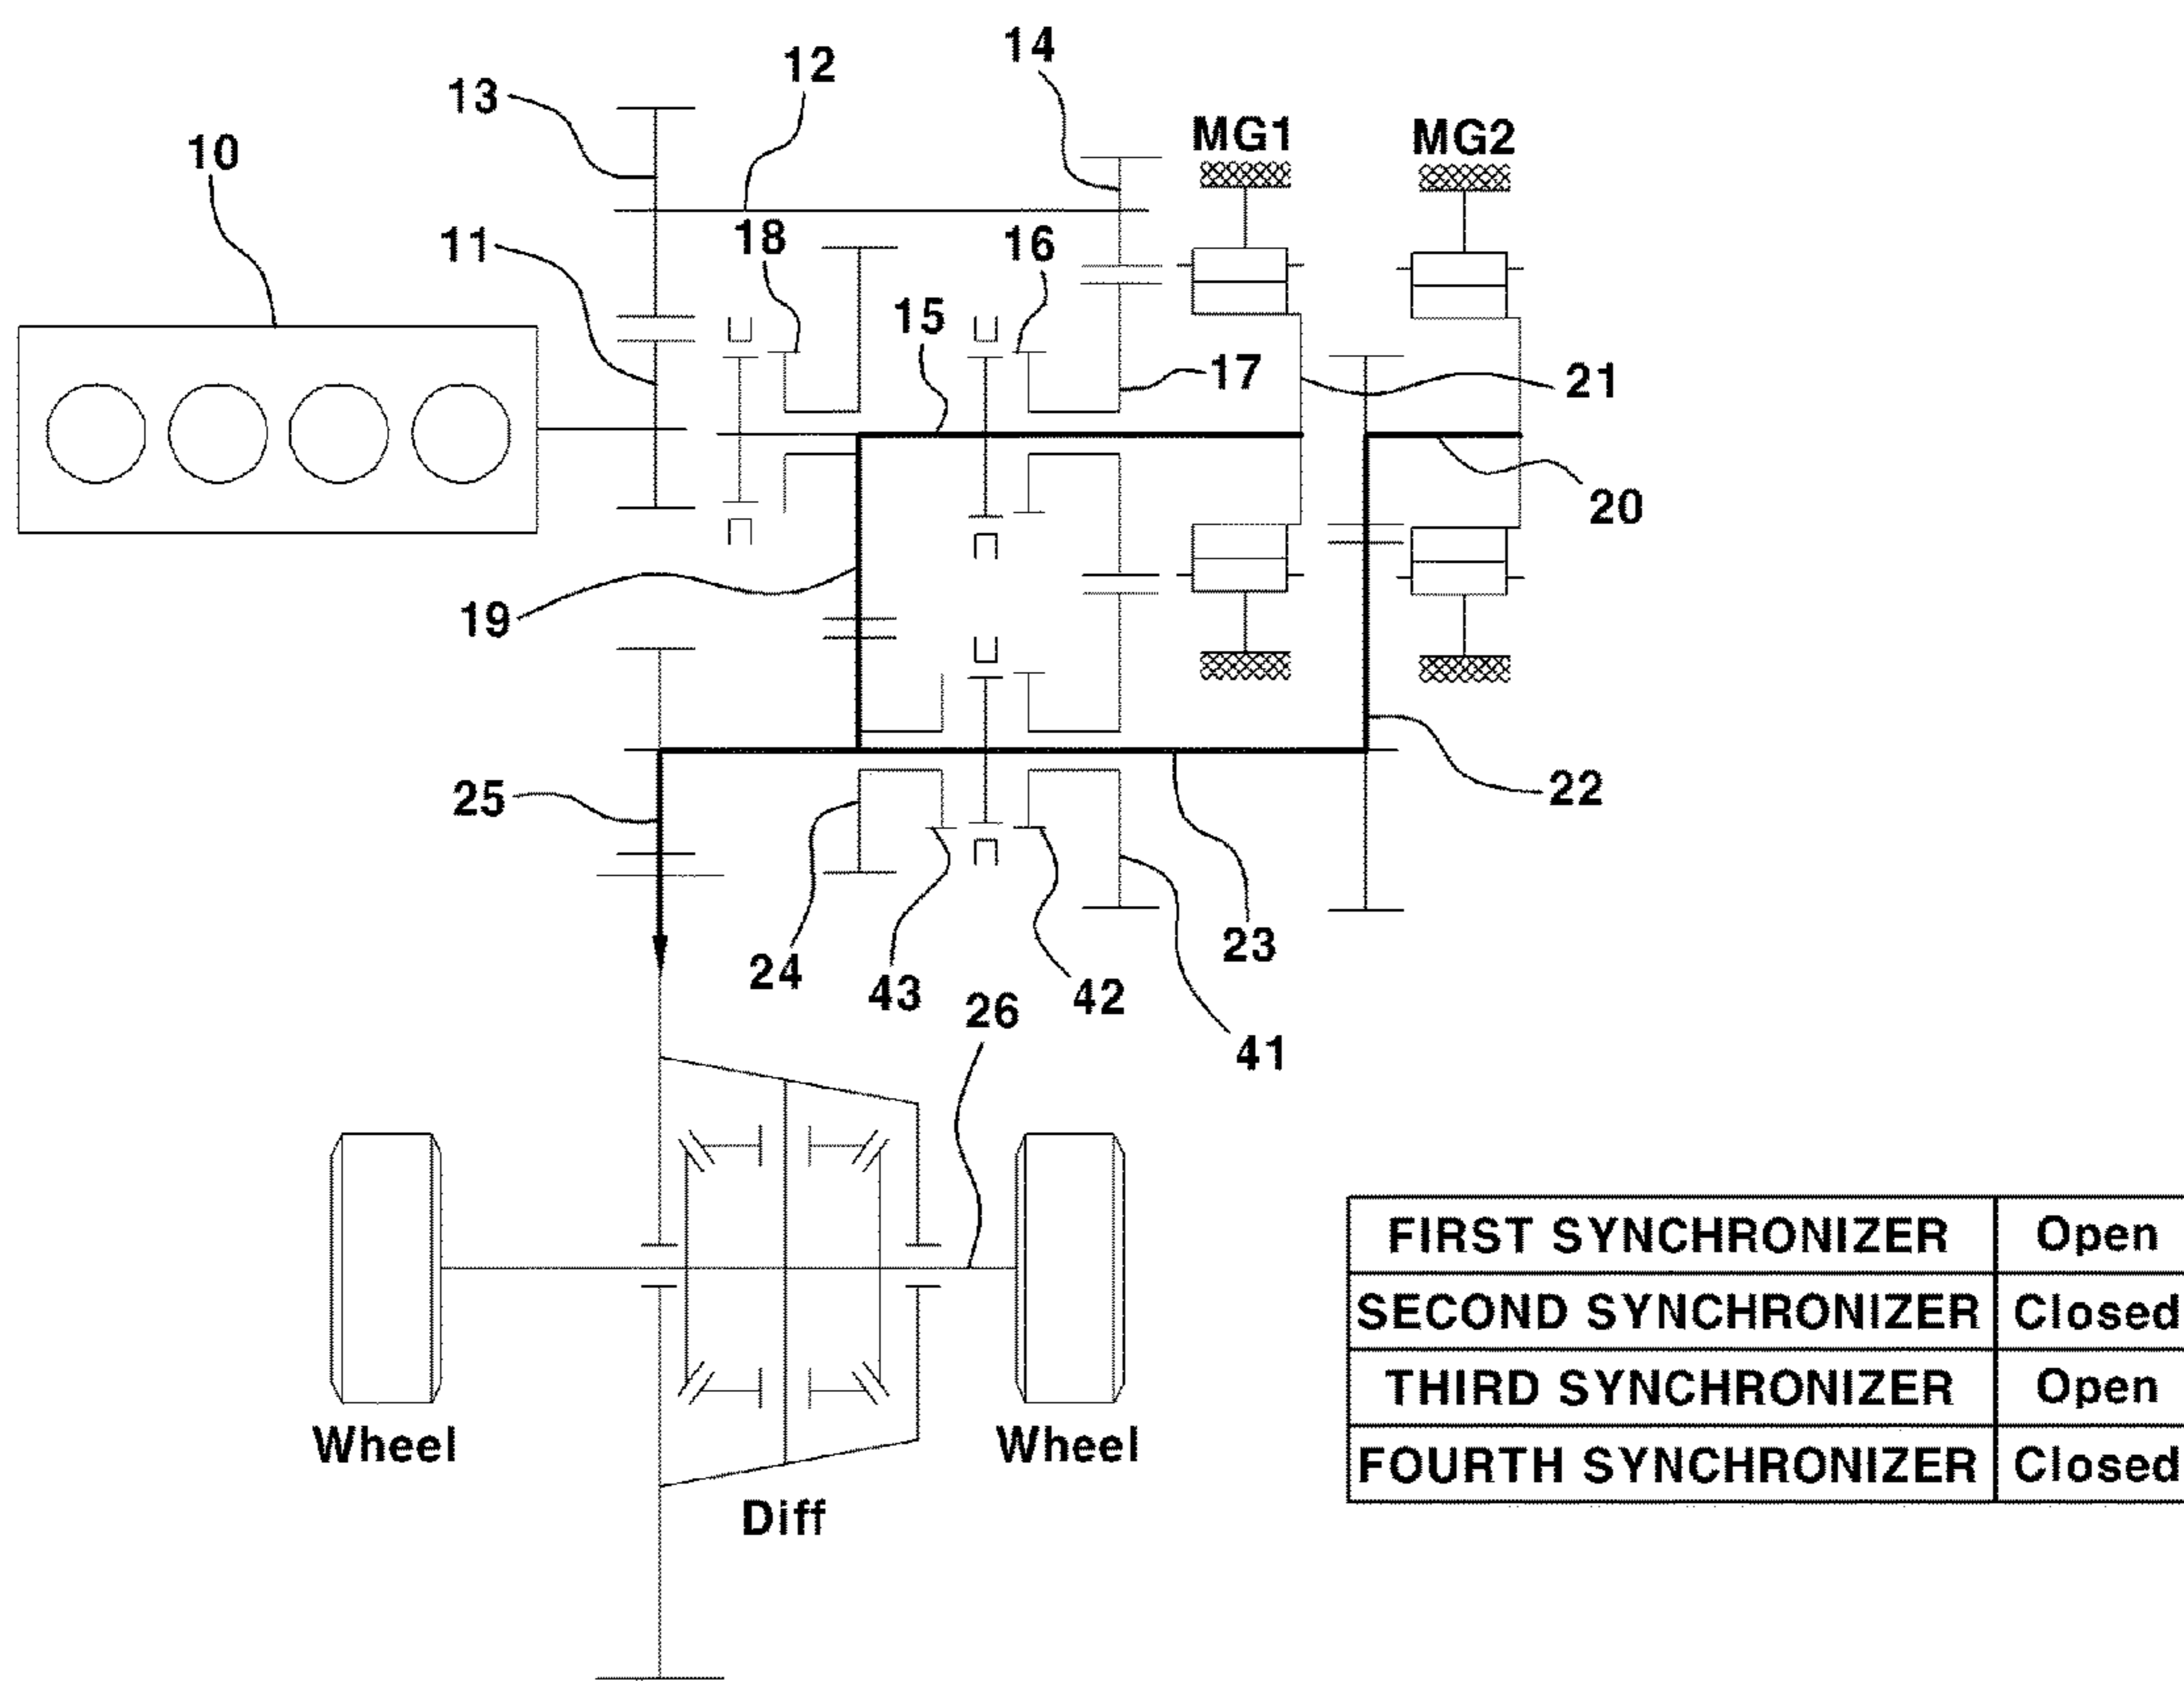 14
12
13
MG1
MG2
10
18
16
11
15
17
21
20
19
25
22
24
43
42
23
26
41
FIRST SYNCHRONIZER Open
SECOND SYNCHRONIZER Closed
THIRD SYNCHRONIZER Open
FOURTH SYNCHRONIZER Closed
Wheel
Wheel
Diff